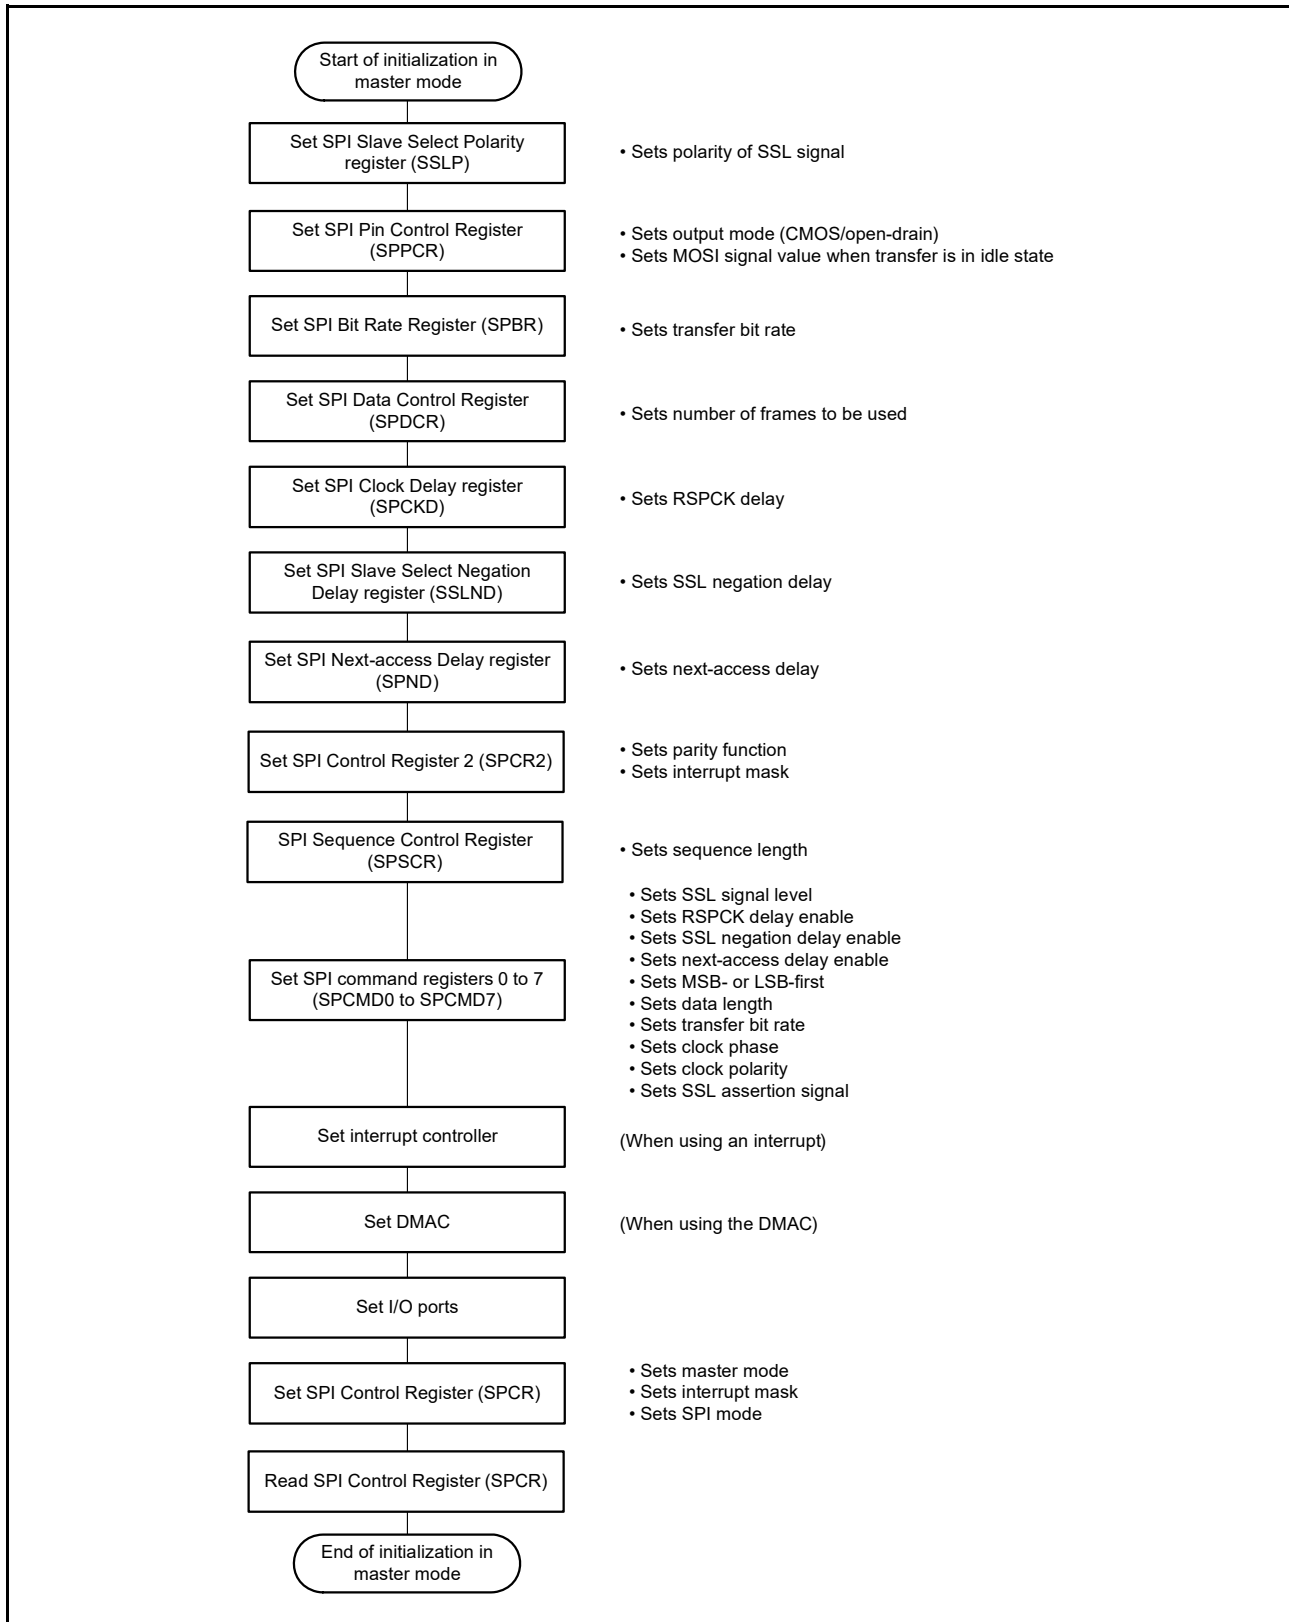 Start of initialization in
master mode
Set SPI Slave Select Polarity
register (SSLP)
• Sets polarity of SSL signal
Set SPI Pin Control Register
(SPPCR)
• Sets output mode (CMOS/open-drain)
• Sets MOSI signal value when transfer is in idle state
Set SPI Bit Rate Register (SPBR)
• Sets transfer bit rate
Set SPI Data Control Register
(SPDCR)
• Sets number of frames to be used
Set SPI Clock Delay register
(SPCKD)
• Sets RSPCK delay
Set SPI Slave Select Negation
Delay register (SSLND)
• Sets SSL negation delay
Set SPI Next-access Delay register
(SPND)
• Sets next-access delay
Set SPI Control Register 2 (SPCR2)
• Sets parity function
• Sets interrupt mask
SPI Sequence Control Register
(SPSCR)
• Sets sequence length
Set SPI command registers 0 to 7
(SPCMD0 to SPCMD7)
• Sets SSL signal level
• Sets RSPCK delay enable
• Sets SSL negation delay enable
• Sets next-access delay enable
• Sets MSB- or LSB-first
• Sets data length
• Sets transfer bit rate
• Sets clock phase
• Sets clock polarity
• Sets SSL assertion signal
Set interrupt controller
(When using an interrupt)
Set DMAC
(When using the DMAC)
Set I/O ports
Set SPI Control Register (SPCR)
• Sets master mode
• Sets interrupt mask
• Sets SPI mode
Read SPI Control Register (SPCR)
End of initialization in
master mode